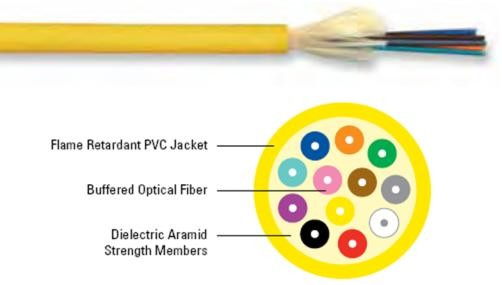 Flame Retardant PVC Jacket
Buffered Optical Fiber
Dielectric Aramid
Strength Members